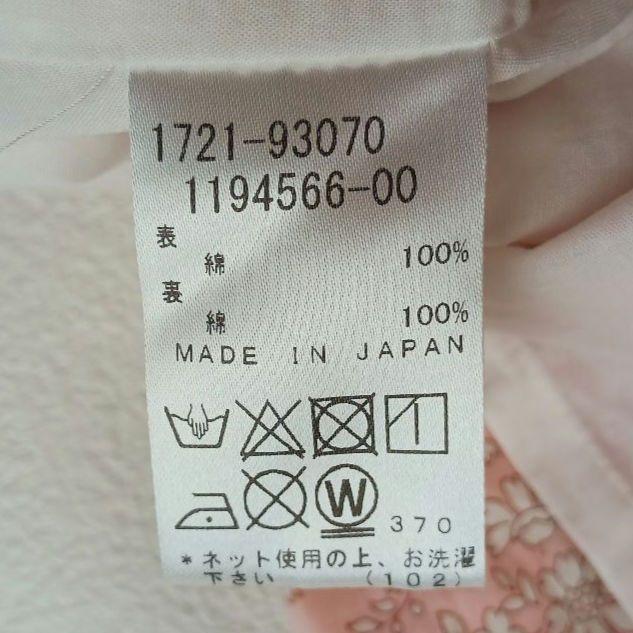 1721-93070
1194566-00
表
綿 100%
裏
綿 100%
MADE IN JAPAN
W 370
*ネット使用の上、お洗濯
下さい (102)